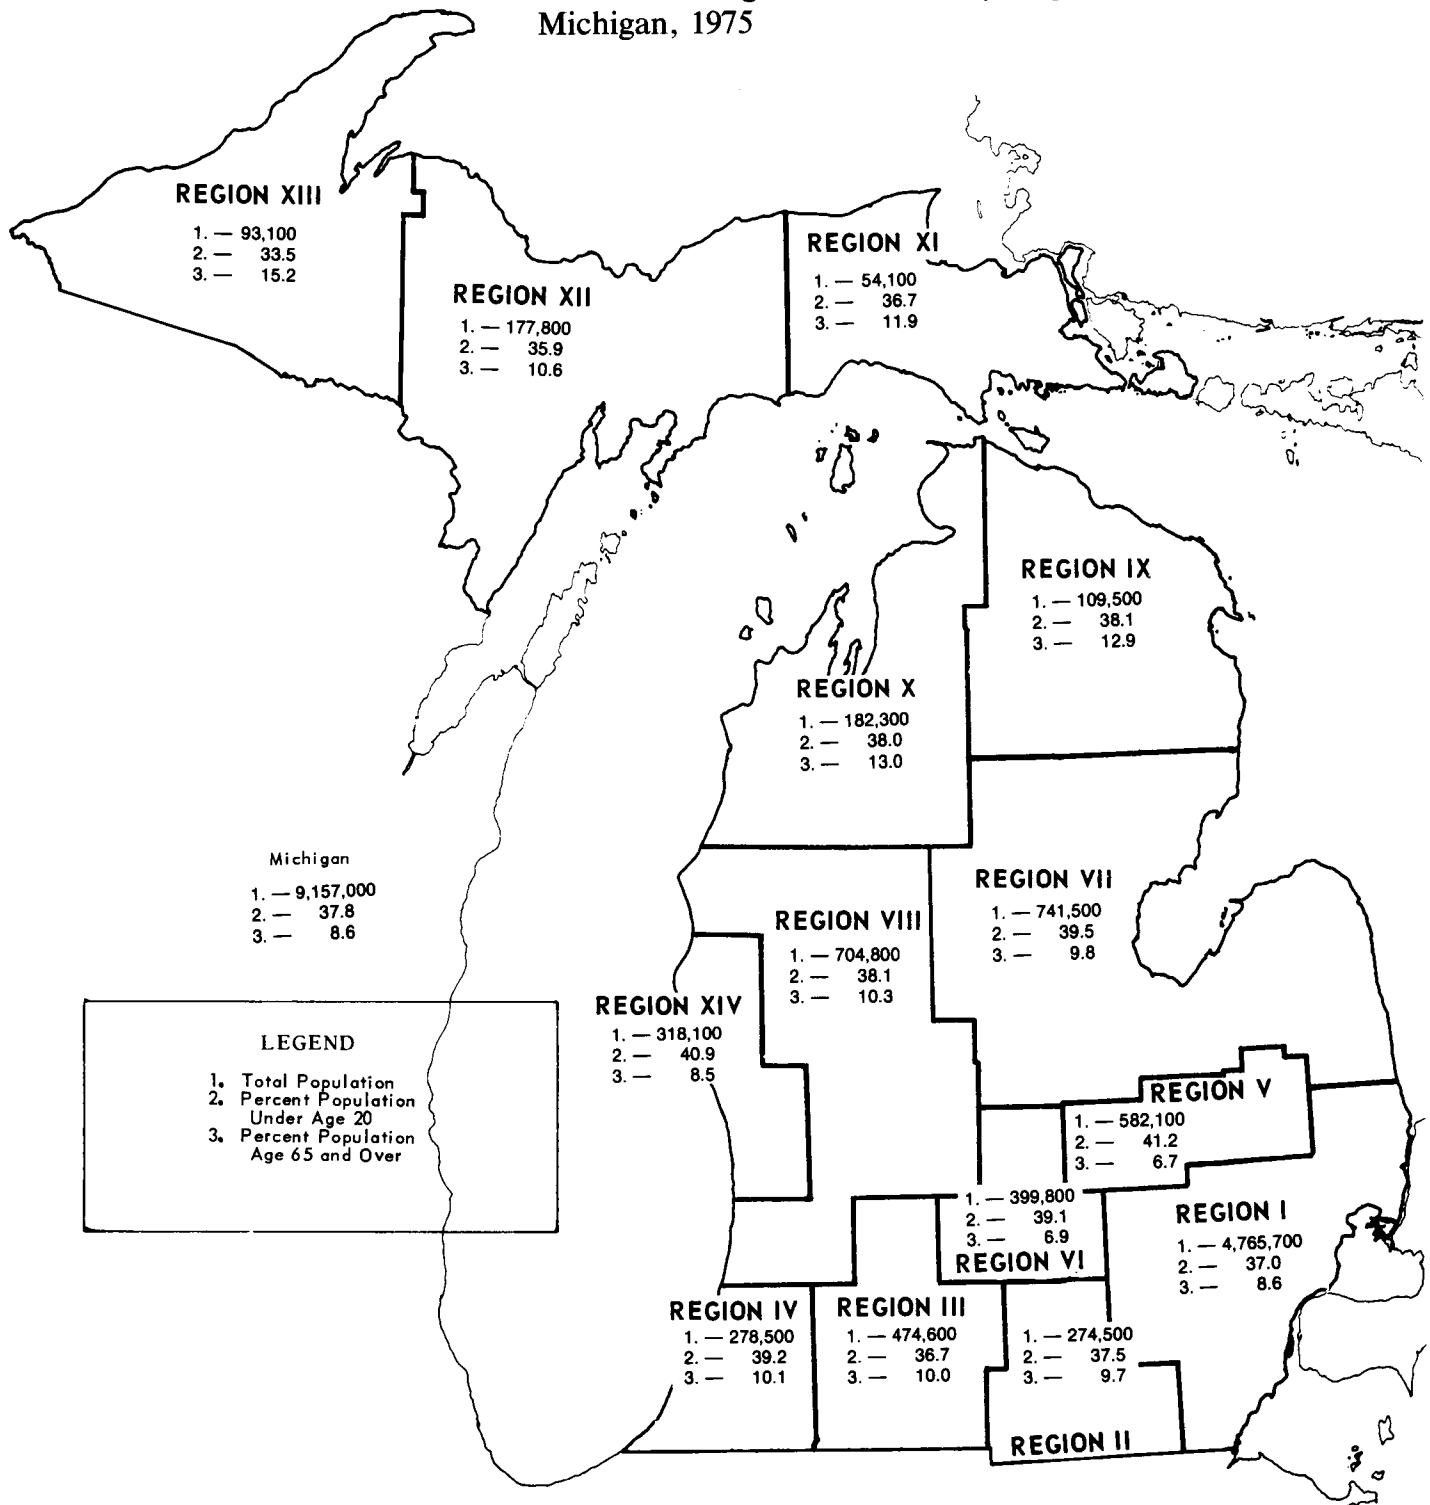 Michigan, 1975
REGION XIII
1. — 93,100
2. — 33.5
3. — 15.2
REGION XII
1. — 177,800
2. — 35.9
3. — 10.6
REGION XI
1. — 54,100
2. — 36.7
3. — 11.9
REGION IX
1. — 109,500
2. — 38.1
3. — 12.9
REGION X
1. — 182,300
2. — 38.0
3. — 13.0
Michigan
1. — 9,157,000
2. — 37.8
3. — 8.6
REGION VII
1. — 741,500
2. — 39.5
3. — 9.8
REGION VIII
1. — 704,800
2. — 38.1
3. — 10.3
REGION XIV
1. — 318,100
2. — 40.9
3. — 8.5
LEGEND
1. Total Population
2. Percent Population
Under Age 20
3. Percent Population
Age 65 and Over
REGION V
1. — 582,100
2. — 41.2
3. — 6.7
1. — 399,800
2. — 39.1
3. — 6.9
REGION VI
REGION I
1. — 4,765,700
2. — 37.0
3. — 8.6
REGION IV
1. — 278,500
2. — 39.2
3. — 10.1
REGION III
1. — 474,600
2. — 36.7
3. — 10.0
1. — 274,500
2. — 37.5
3. — 9.7
REGION II